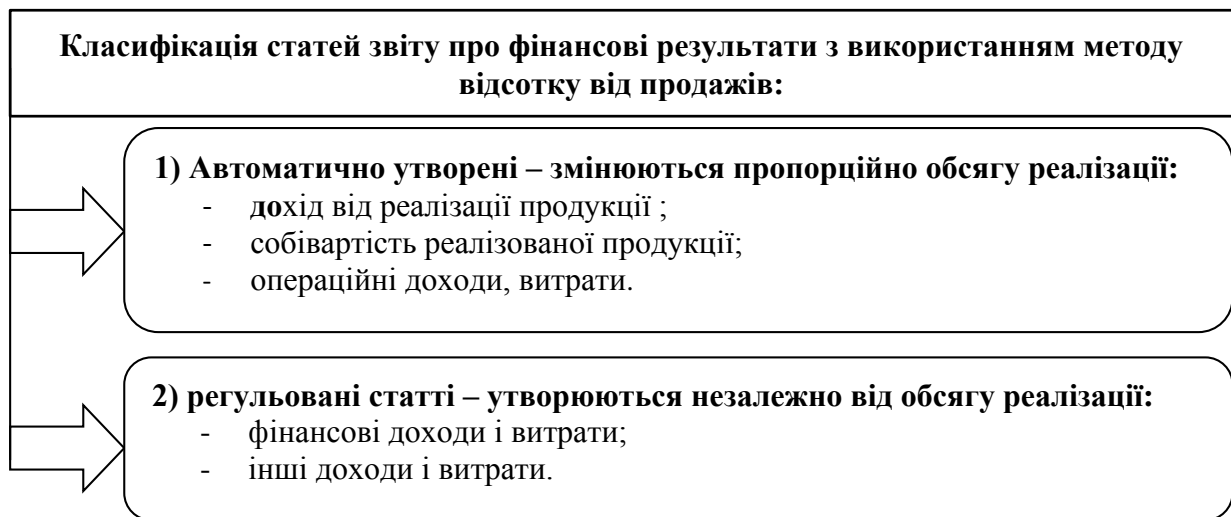 Класифікація статей звіту про фінансові результати з використанням методу
відсотку від продажів:
1) Автоматично утворені – змінюються пропорційно обсягу реалізації:
- дохід від реалізації продукції ;
- собівартість реалізованої продукції;
- операційні доходи, витрати.
2) регульовані статті – утворюються незалежно від обсягу реалізації:
- фінансові доходи і витрати;
- інші доходи і витрати.